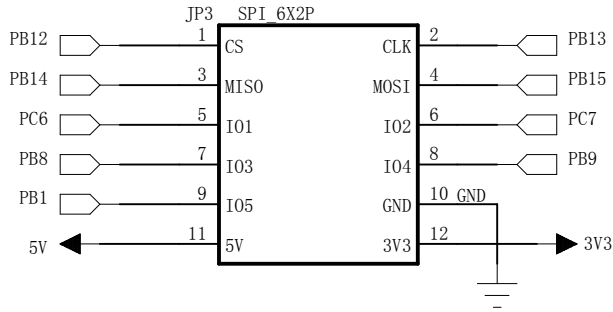 JP3 SPI_6X2P
PB12 1 CS CLK 2 PB13
PB14 3 MISO MOSI 4 PB15
PC6 5 IO1 IO2 6 PC7
PB8 7 IO3 IO4 8 PB9
PB1 9 IO5 GND 10 GND
5V 11 5V 3V3 12 3V3